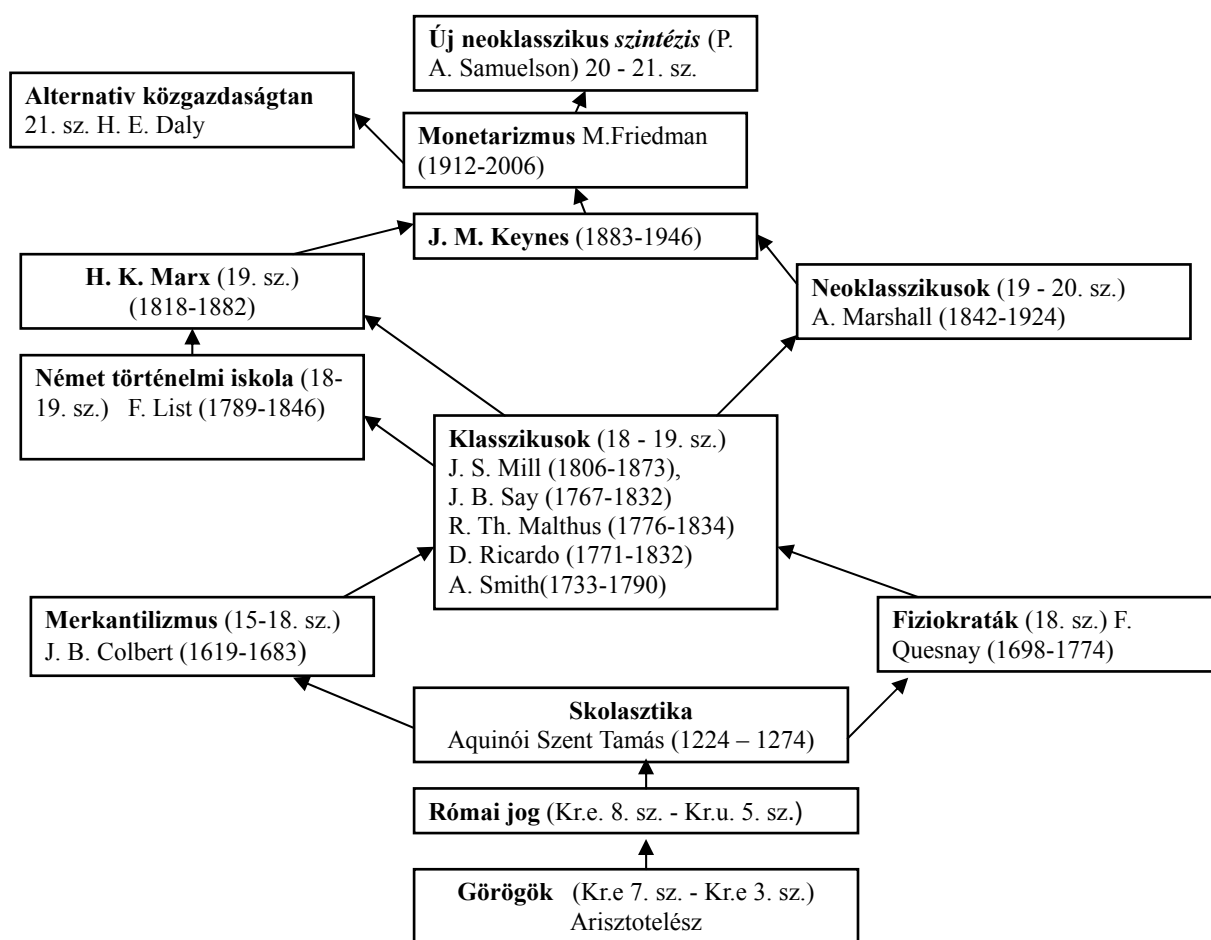 Új neoklasszikus szintézis (P.
A. Samuelson) 20 - 21. sz.
Alternativ közgazdaságtan
21. sz. H. E. Daly
Monetarizmus M.Friedman
(1912-2006)
J. M. Keynes (1883-1946)
H. K. Marx (19. sz.)
(1818-1882)
Neoklasszikusok (19 - 20. sz.)
A. Marshall (1842-1924)
Német történelmi iskola (18-
19. sz.) F. List (1789-1846)
Klasszikusok (18 - 19. sz.)
J. S. Mill (1806-1873),
J. B. Say (1767-1832)
R. Th. Malthus (1776-1834)
D. Ricardo (1771-1832)
A. Smith(1733-1790)
Merkantilizmus (15-18. sz.)
J. B. Colbert (1619-1683)
Fiziokraták (18. sz.) F.
Quesnay (1698-1774)
Skolasztika
Aquinói Szent Tamás (1224 – 1274)
Római jog (Kr.e. 8. sz. - Kr.u. 5. sz.)
Görögök (Kr.e 7. sz. - Kr.e 3. sz.)
Arisztotelész